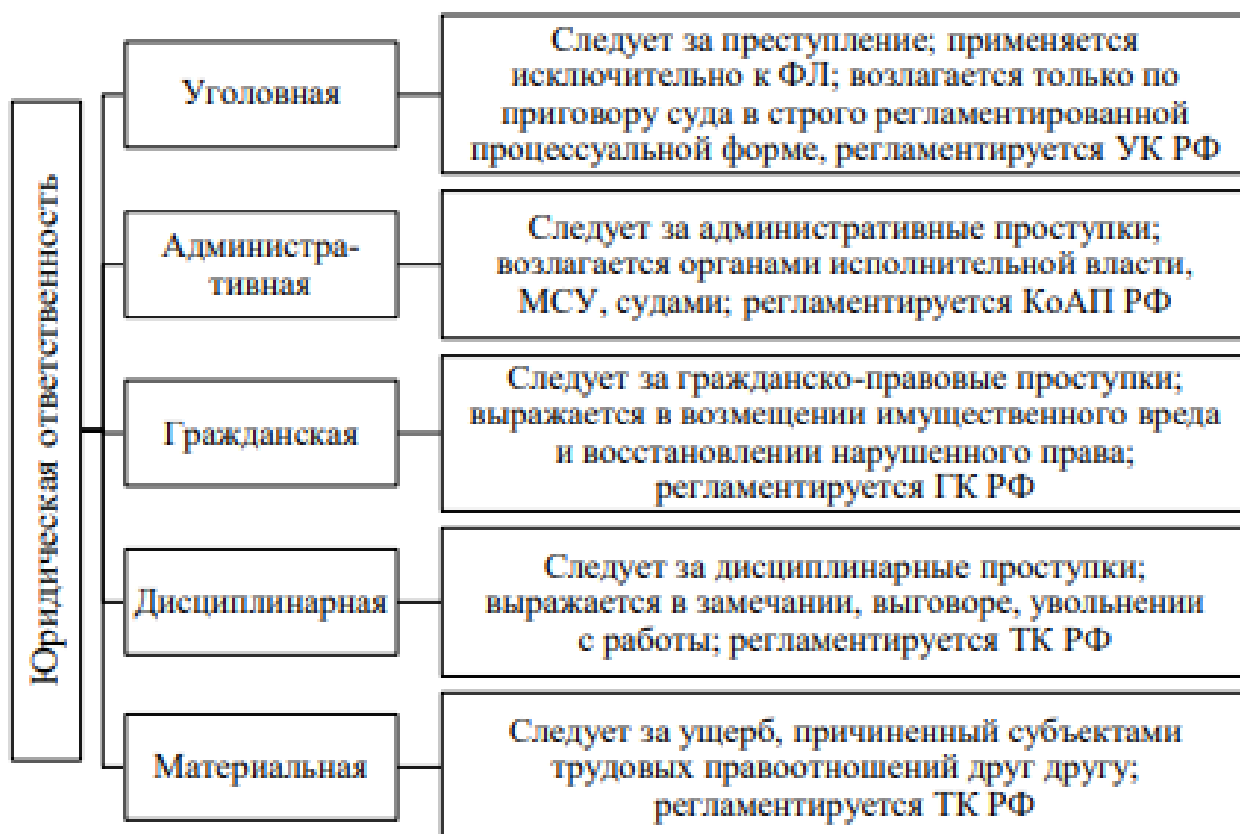 Юридическая ответственность
Уголовная
Следует за преступление; применяется
исключительно к ФЛ; возлагается только по
приговору суда в строго регламентированной
процессуальной форме, регламентируется УК РФ
Администра-
тивная
Следует за административные проступки;
возлагается органами исполнительной власти,
МСУ, судами; регламентируется КоАП РФ
Гражданская
Следует за гражданско-правовые проступки;
выражается в возмещении имущественного вреда
и восстановлении нарушенного права;
регламентируется ГК РФ
Дисциплинарная
Следует за дисциплинарные проступки;
выражается в замечании, выговоре, увольнении
с работы; регламентируется ТК РФ
Материальная
Следует за ущерб, причиненный субъектами
трудовых правоотношений друг другу;
регламентируется ТК РФ